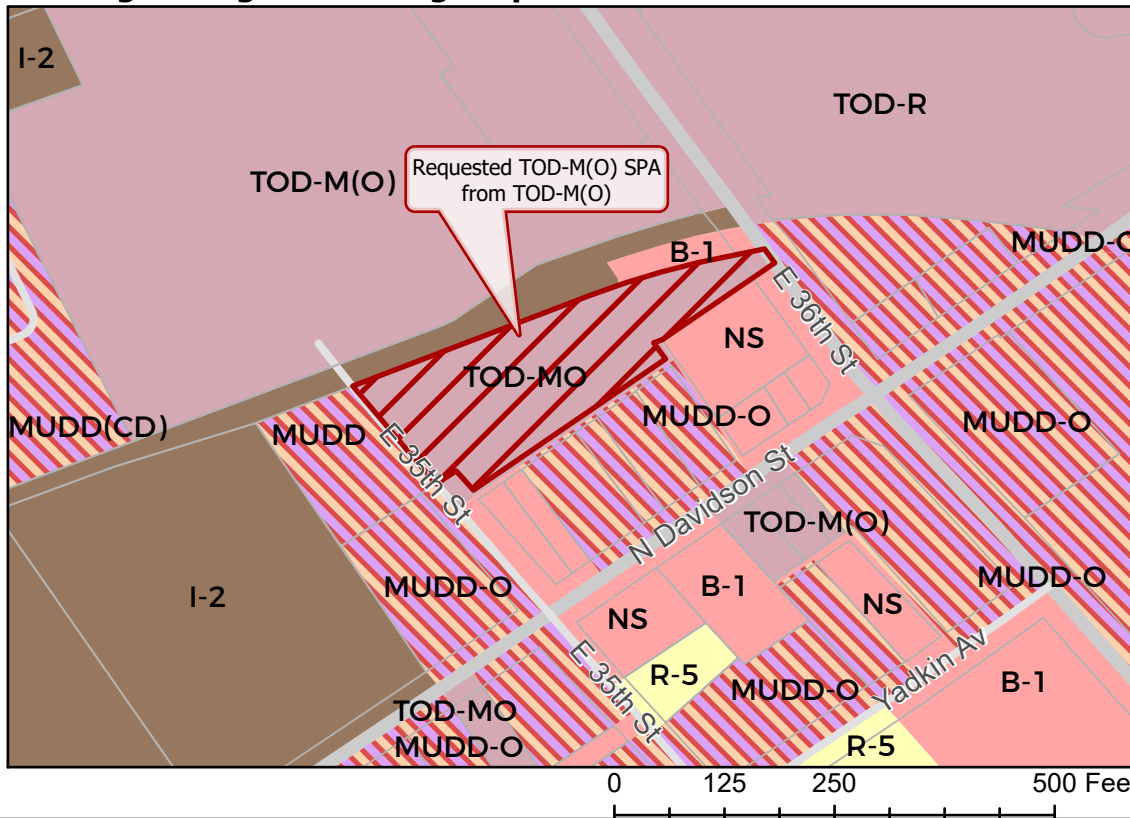 I-2
TOD-R
TOD-M(O)
Requested TOD-M(O) SPA
from TOD-M(O)
MUDD-O
B-1
E 36th St
NS
TOD-MO
MUDD(CD)
MUDD
MUDD-O
MUDD-O
E 35th St
N Davidson St
TOD-M(O)
I-2
MUDD-O
B-1
MUDD-O
NS
NS
E 35th St
R-5
MUDD-O
Yadkin Av
B-1
TOD-MO
MUDD-O
R-5
0 125 250 500 Fee